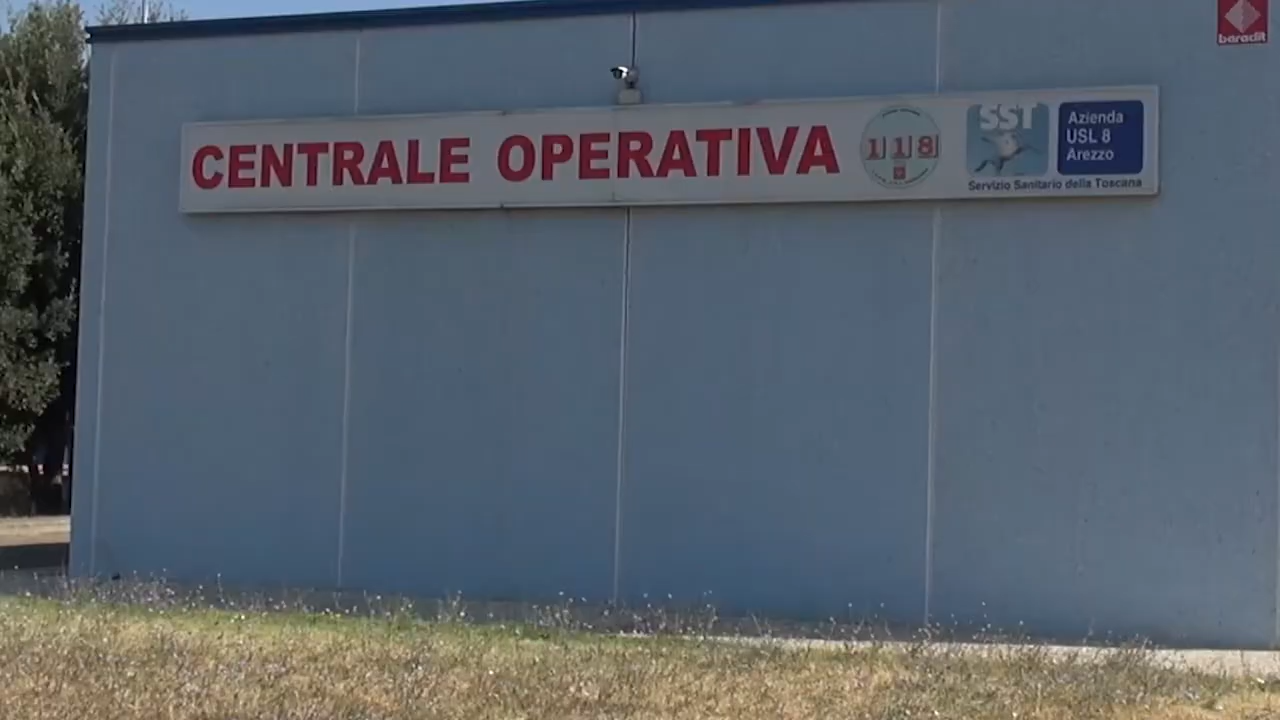 baradit
CENTRALE OPERATIVA
118
SST
Azienda
USL 8
Arezzo
Servizio Sanitario della Toscana